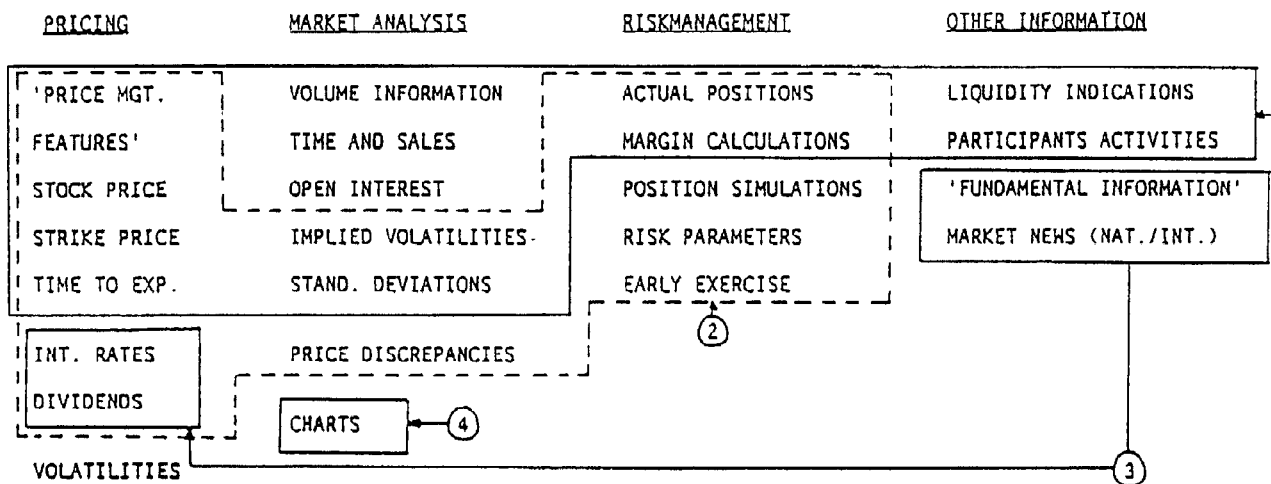 PRICING MARKET ANALYSIS RISKMANAGEMENT OTHER INFORMATION
'PRICE MGT. VOLUME INFORMATION ACTUAL POSITIONS LIQUIDITY INDICATIONS
FEATURES' TIME AND SALES MARGIN CALCULATIONS PARTICIPANTS ACTIVITIES
STOCK PRICE OPEN INTEREST POSITION SIMULATIONS 'FUNDAMENTAL INFORMATION'
STRIKE PRICE IMPLIED VOLATILITIES RISK PARAMETERS MARKET NEWS (NAT./INT.)
TIME TO EXP. STAND. DEVIATIONS EARLY EXERCISE
2
INT. RATES PRICE DISCREPANCIES
DIVIDENDS
CHARTS 4
VOLATILITIES 3